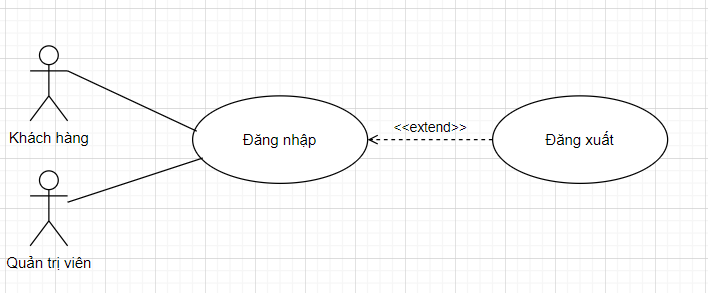 Khách hàng
Đăng nhập
<<extend>>
Đăng xuất
Quản trị viên